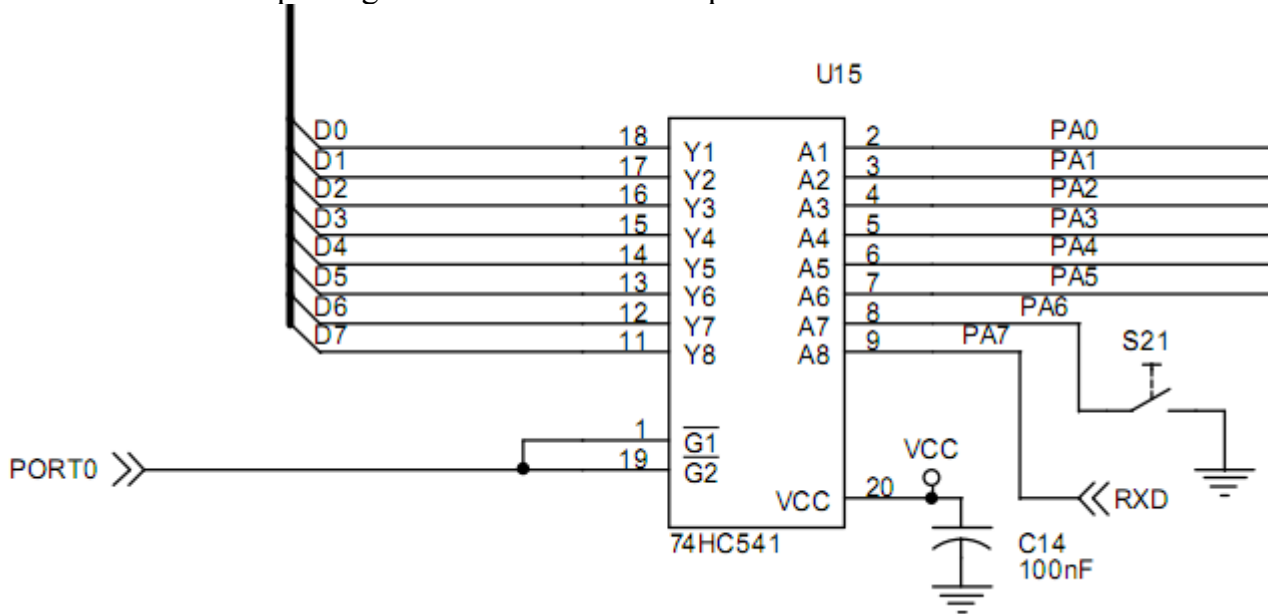 U15
D0 18 Y1 A1 2 PA0
D1 17 Y2 A2 3 PA1
D2 16 Y3 A3 4 PA2
D3 15 Y4 A4 5 PA3
D4 14 Y5 A5 6 PA4
D5 13 Y6 A6 7 PA5
D6 12 Y7 A7 8 PA6
D7 11 Y8 A8 9 PA7
S21
1 G1
PORT0 19 G2
VCC
VCC 20
RXD
74HC541
C14
100nF